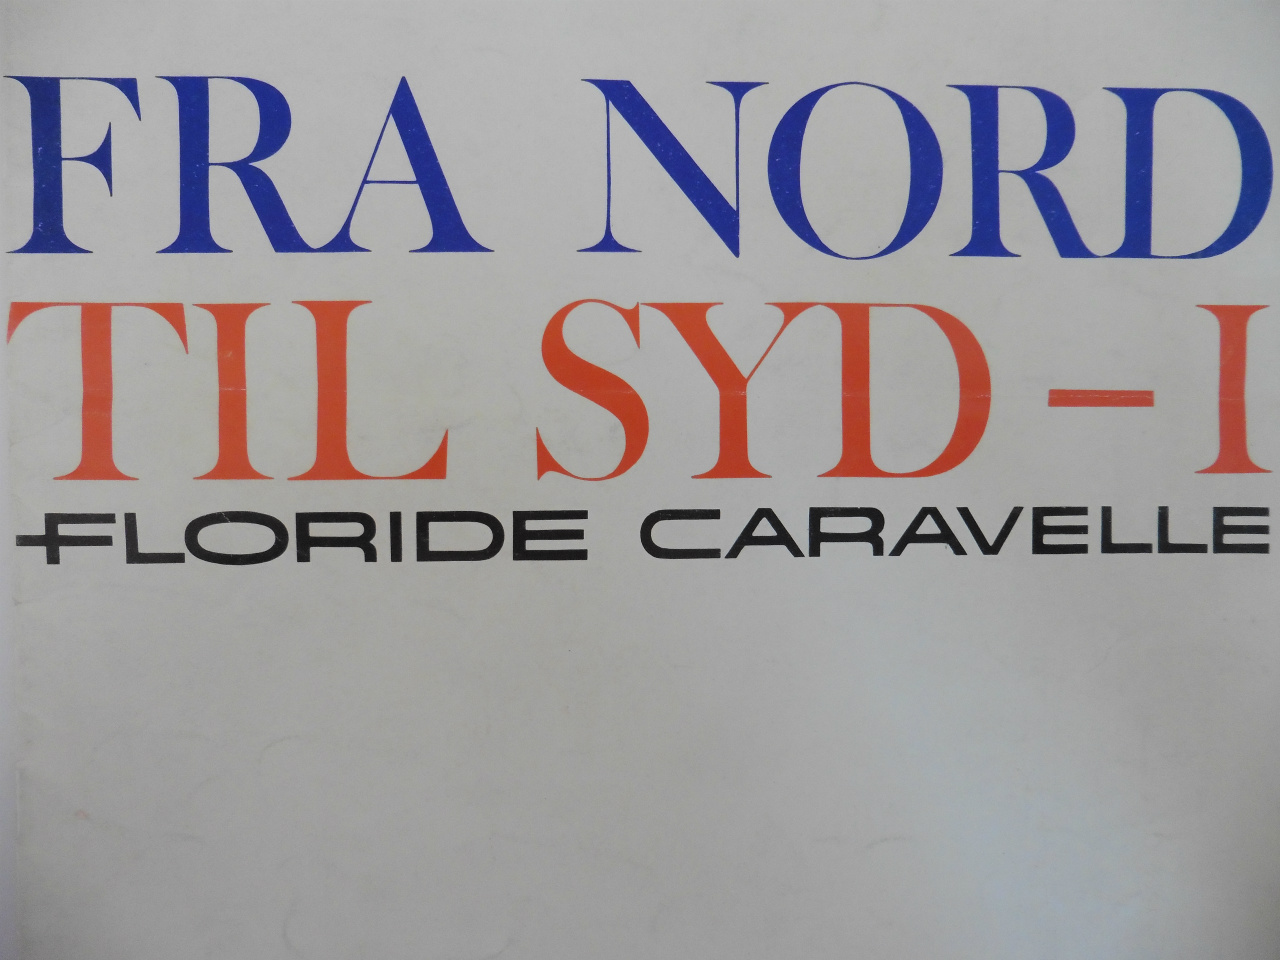 FRA NORD
TIL SYD – I
FLORIDE CARAVELLE